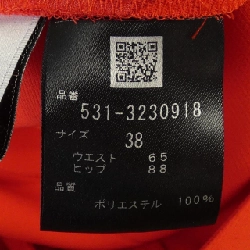 品番
531-3230918
サイズ
38
ウエスト 65
ヒップ 88
品質
ポリエステル 100%